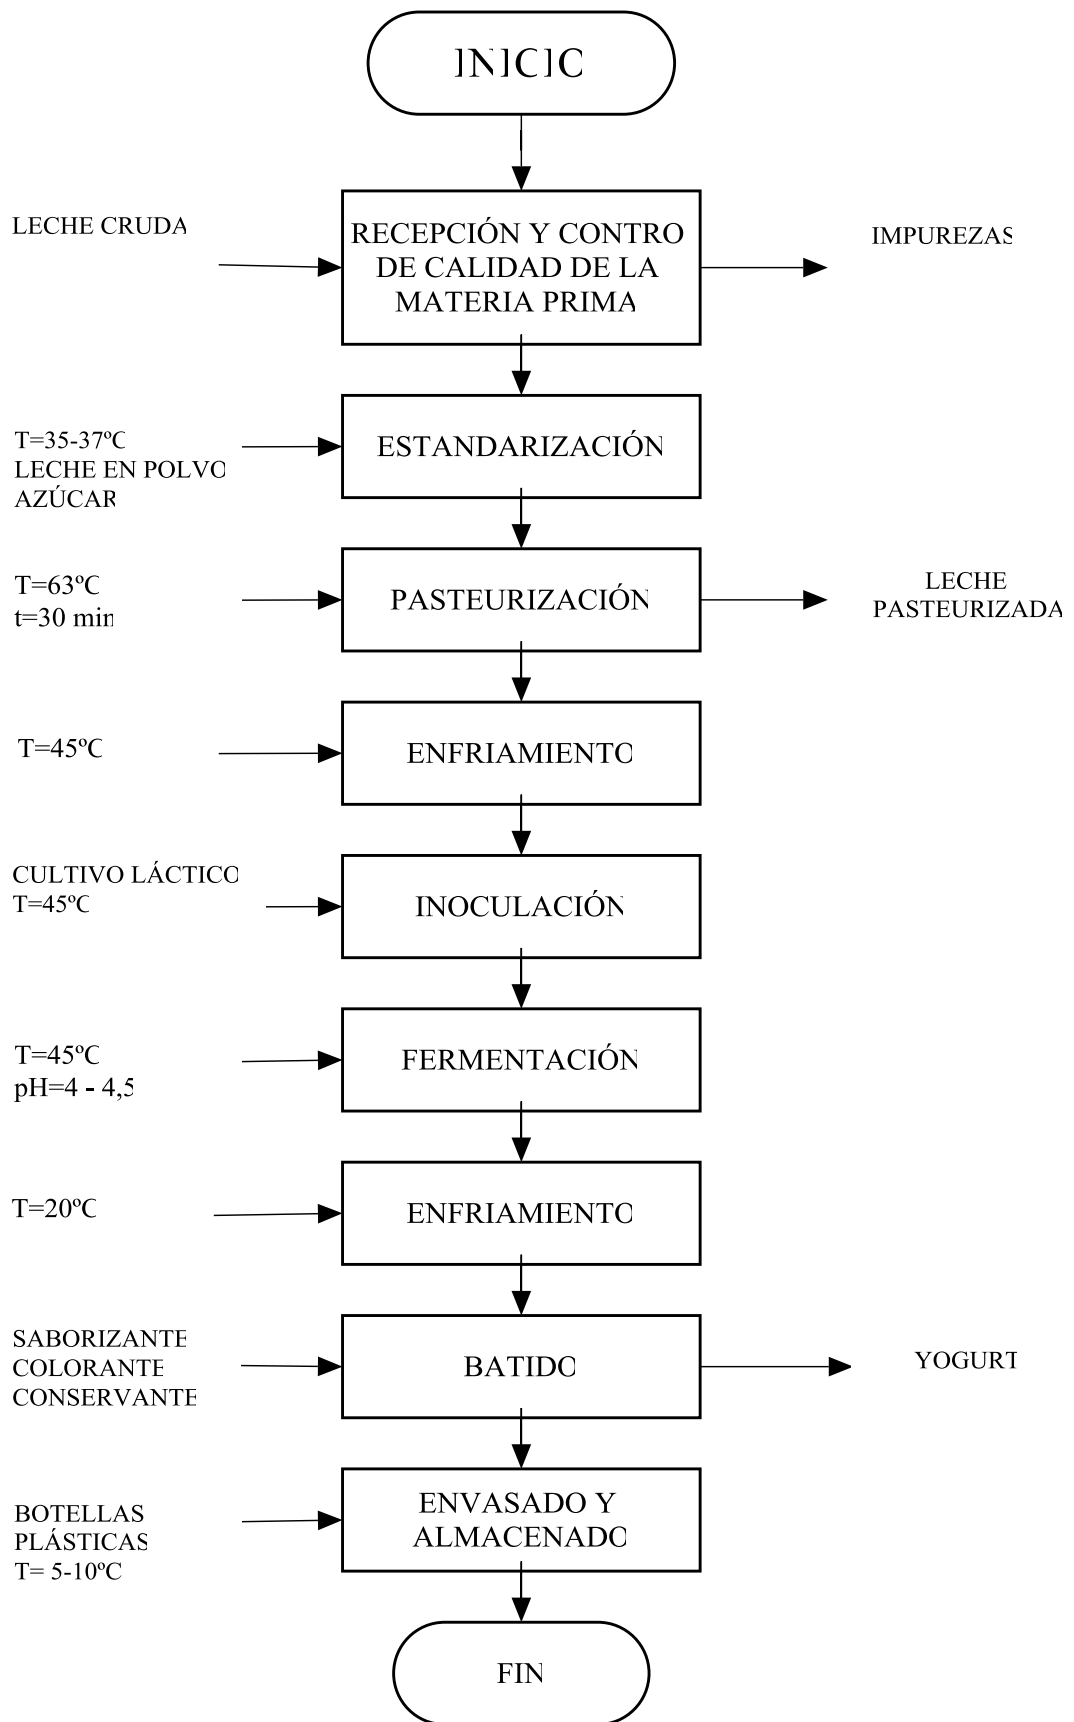 INICIO
LECHE CRUDA
RECEPCIÓN Y CONTRO
DE CALIDAD DE LA
MATERIA PRIMA
IMPUREZAS
T=35-37ºC
LECHE EN POLVO
AZÚCAR
ESTANDARIZACIÓN
T=63ºC
t=30 min
PASTEURIZACIÓN
LECHE
PASTEURIZADA
T=45ºC
ENFRIAMIENTO
CULTIVO LÁCTICO
T=45ºC
INOCULACIÓN
T=45ºC
pH=4 - 4,5
FERMENTACIÓN
T=20ºC
ENFRIAMIENTO
SABORIZANTE
COLORANTE
CONSERVANTE
BATIDO
YOGURT
BOTELLAS
PLÁSTICAS
T= 5-10ºC
ENVASADO Y
ALMACENADO
FIN